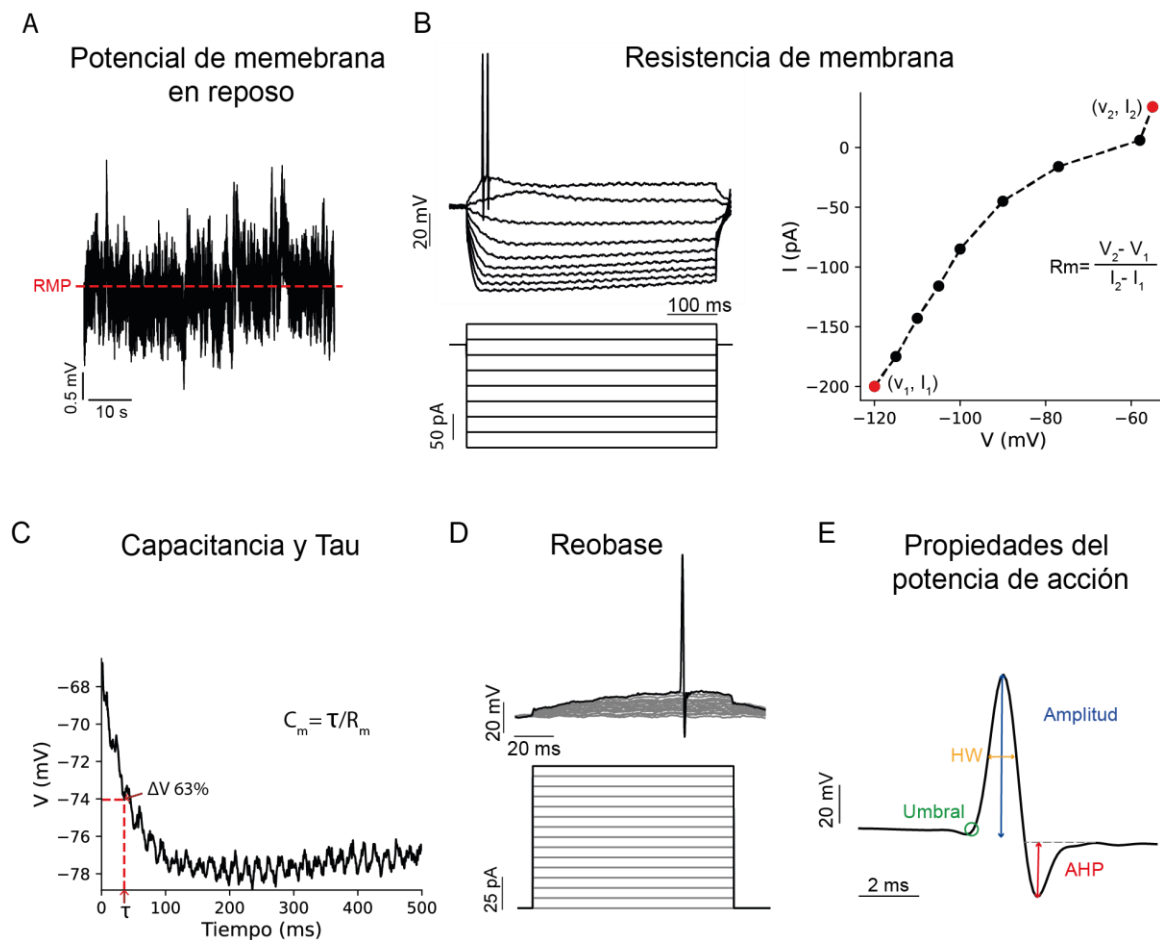 A
Potencial de memebrana
en reposo
RMP
0.5 mV
10 s
B
Resistencia de membrana
20 mV
100 ms
50 pA
I (pA)
0
−50
−100
−150
−200
−120
−100
−80
−60
V (mV)
(v₂, I₂)
(v₁, I₁)
Rm= V₂- V₁
I₂- I₁
C
Capacitancia y Tau
V (mV)
−68
−70
−72
−74
−76
−78
Cₘ= τ/Rₘ
ΔV 63%
0
τ
100
200
300
400
500
Tiempo (ms)
D
Reobase
20 mV
20 ms
25 pA
E
Propiedades del
potencia de acción
Amplitud
HW
Umbral
AHP
20 mV
2 ms